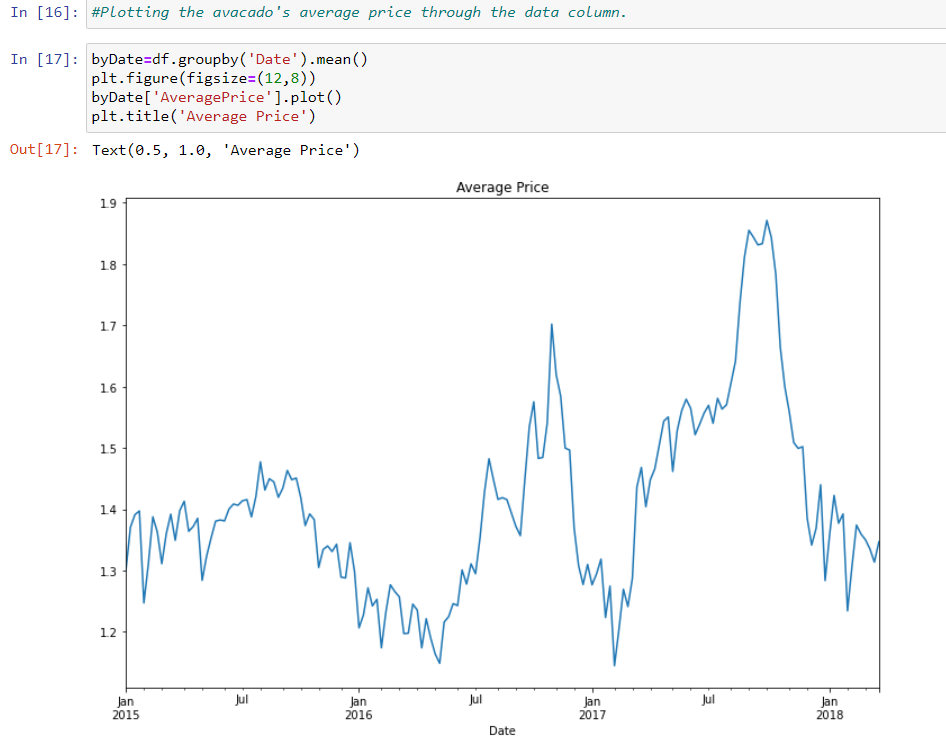 In [16]: #Plotting the avacado's average price through the data column.
In [17]: byDate=df.groupby('Date').mean()
plt.figure(figsize=(12,8))
byDate['AveragePrice'].plot()
plt.title('Average Price')
Out[17]: Text(0.5, 1.0, 'Average Price')
Average Price
1.9
1.8
1.7
1.6
1.5
1.4
1.3
1.2
Jan Jul Jan Jul Jan Jul Jan
2015 2016 2017 2018
Date